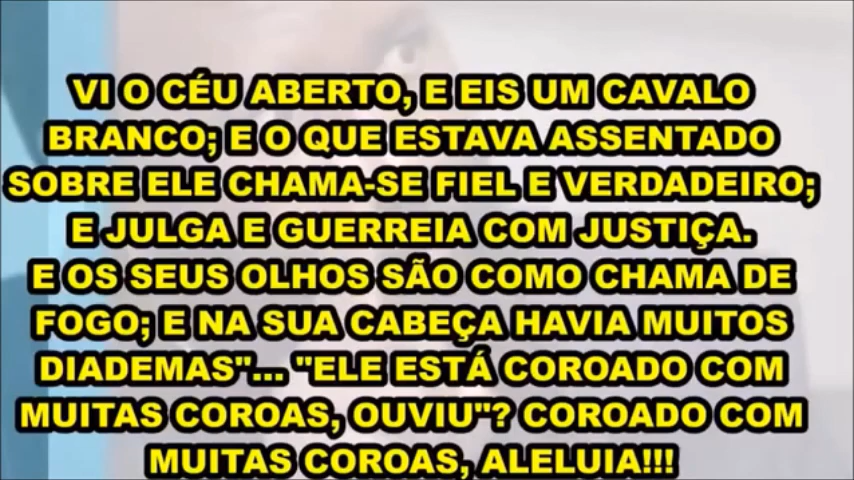 VI O CÉU ABERTO, E EIS UM CAVALO
BRANCO; E O QUE ESTAVA ASSENTADO
SOBRE ELE CHAMA-SE FIEL E VERDADEIRO;
E JULGA E GUERREIA COM JUSTIÇA.
E OS SEUS OLHOS SÃO COMO CHAMA DE
FOGO; E NA SUA CABEÇA HAVIA MUITOS
DIADEMAS"... "ELE ESTÁ COROADO COM
MUITAS COROAS, OUVIU"? COROADO COM
MUITAS COROAS, ALELUIA!!!